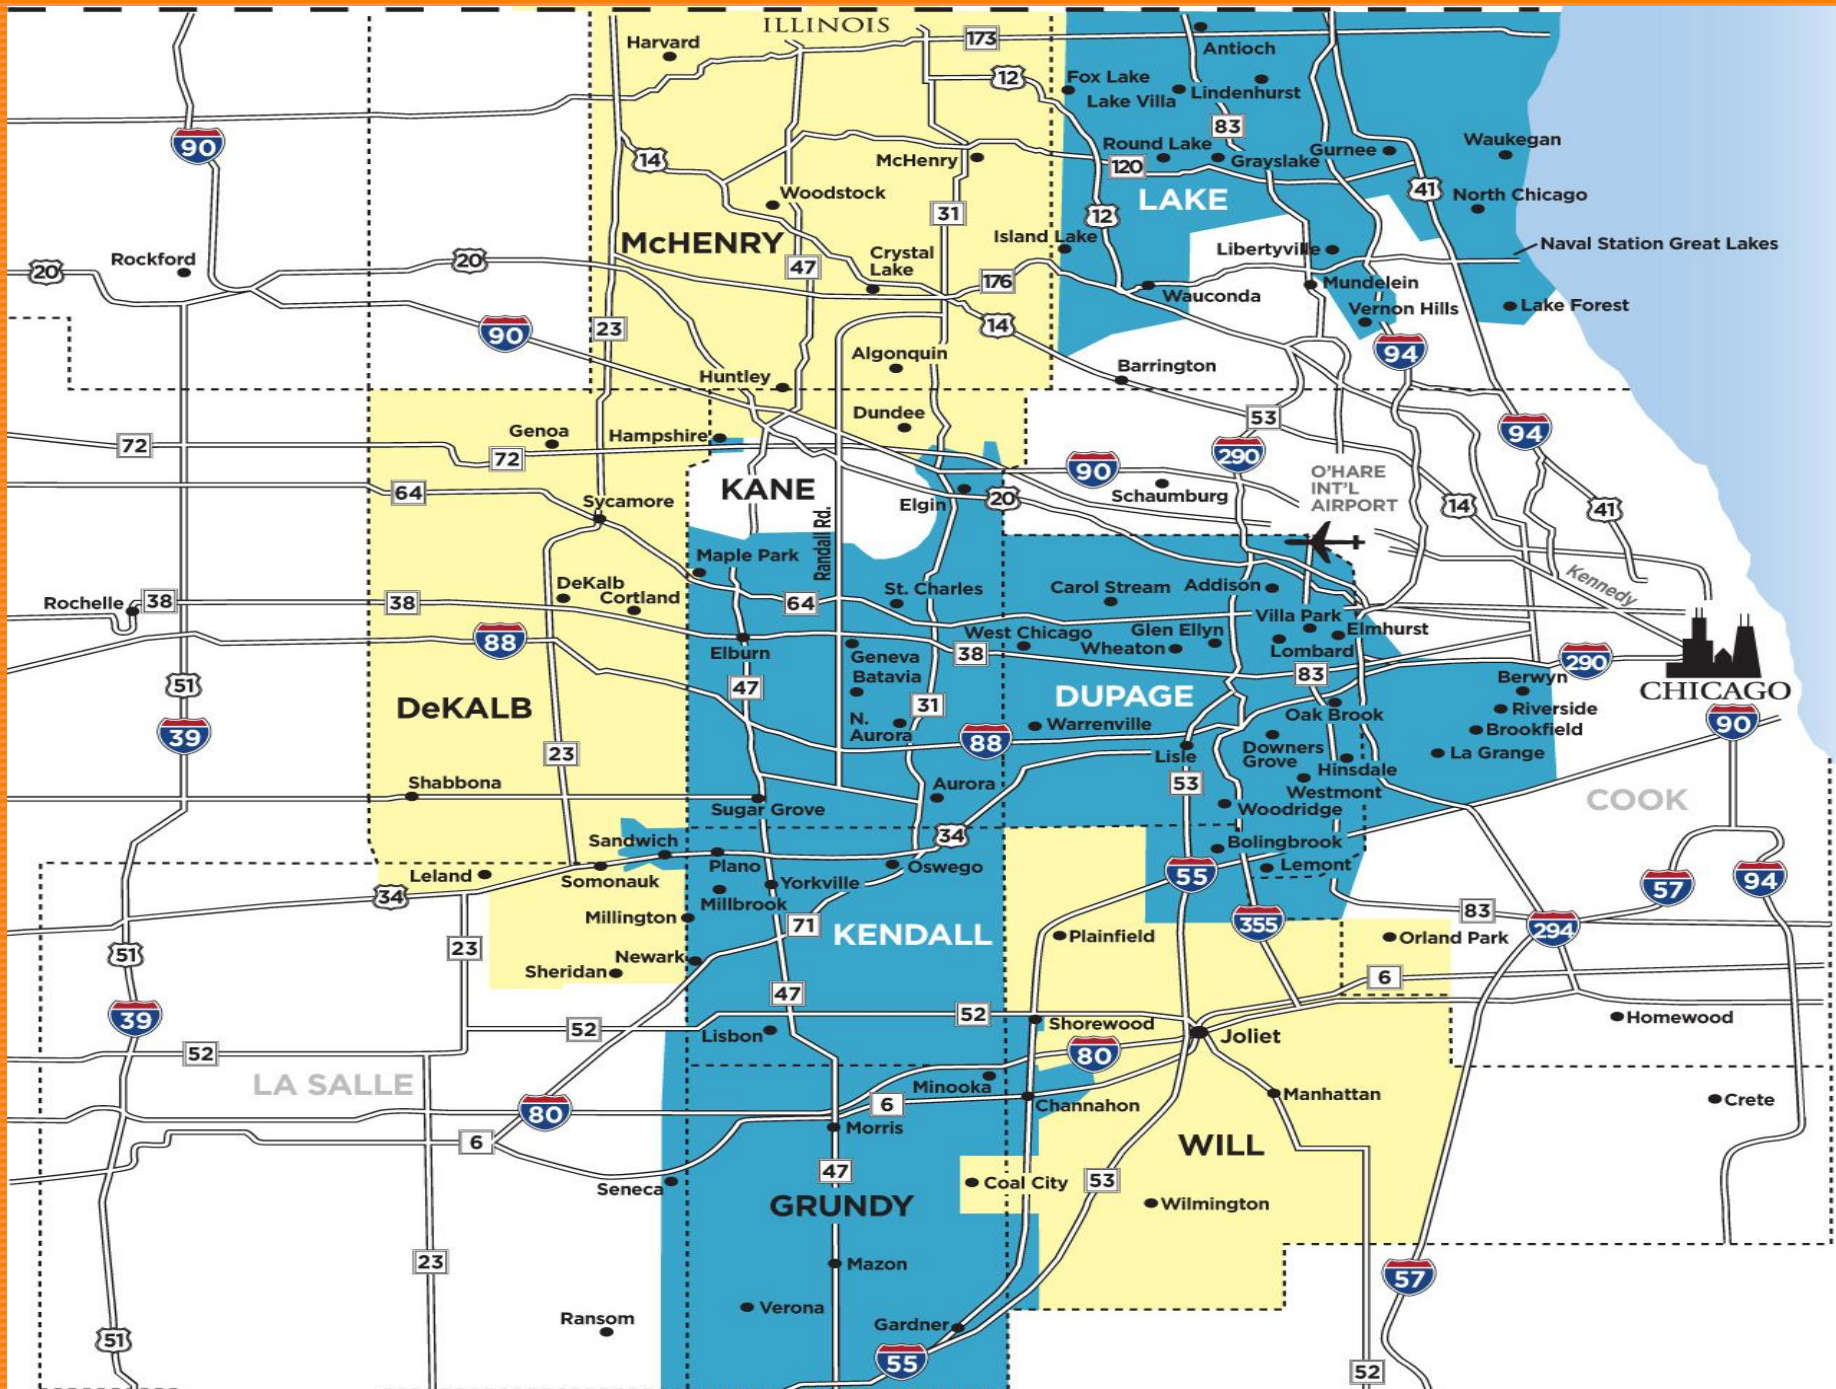 ILLINOIS
Harvard
173
Antioch
12
Fox Lake
Lake Villa
Lindenhurst
83
90
14
McHenry
Round Lake
Grayslake
Gurnee
Waukegan
120
41
North Chicago
Woodstock
31
LAKE
12
McHENRY
Island Lake
Libertyville
Naval Station Great Lakes
Rockford
20
20
47
Crystal
Lake
176
Wauconda
Mundelein
Vernon Hills
Lake Forest
90
23
14
94
Algonquin
Barrington
Huntley
Dundee
53
94
72
Genoa
Hampshire
72
290
90
64
KANE
Elgin
20
Schaumburg
O'HARE
INT'L
AIRPORT
14
41
Sycamore
Randall Rd.
Maple Park
Kennedy
Rochelle
38
38
DeKalb
Cortland
64
St. Charles
Carol Stream
Addison
Villa Park
Elmhurst
88
Elburn
Geneva
Batavia
West Chicago
38
Glen Ellyn
Wheaton
Lombard
290
83
51
47
31
DUPAGE
Berwyn
CHICAGO
Riverside
Oak Brook
DeKALB
N.
Aurora
Warrenville
Brookfield
90
39
88
Lisle
Downers
Grove
Hinsdale
La Grange
23
Shabbona
Sugar Grove
Aurora
53
Westmont
Woodridge
COOK
Sandwich
34
Bolingbrook
Leland
Somonauk
Plano
Oswego
Lemont
34
Yorkville
Millbrook
55
57
94
Millington
71
KENDALL
355
83
294
51
23
Newark
Sheridan
Plainfield
Orland Park
47
6
39
52
52
Lisbon
52
Shorewood
Joliet
Homewood
80
LA SALLE
Minooka
80
6
Channahon
Manhattan
Crete
6
Morris
WILL
47
Seneca
Coal City
53
GRUNDY
Wilmington
23
Mazon
57
Verona
Ransom
Gardner
51
55
52